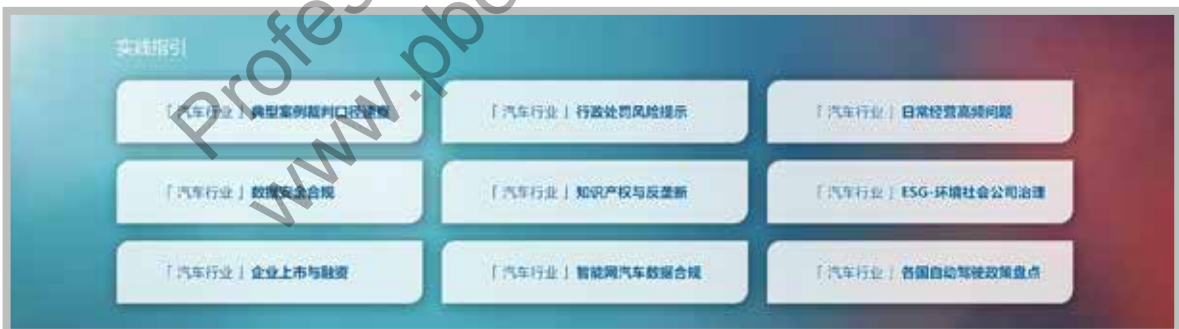 实践指引
「汽车行业」典型案例裁判口径速察
「汽车行业」行政处罚风险提示
「汽车行业」日常经营高频问题
「汽车行业」数据安全合规
「汽车行业」知识产权与反垄断
「汽车行业」ESG-环境社会公司治理
「汽车行业」企业上市与融资
「汽车行业」智能网汽车数据合规
「汽车行业」各国自动驾驶政策盘点